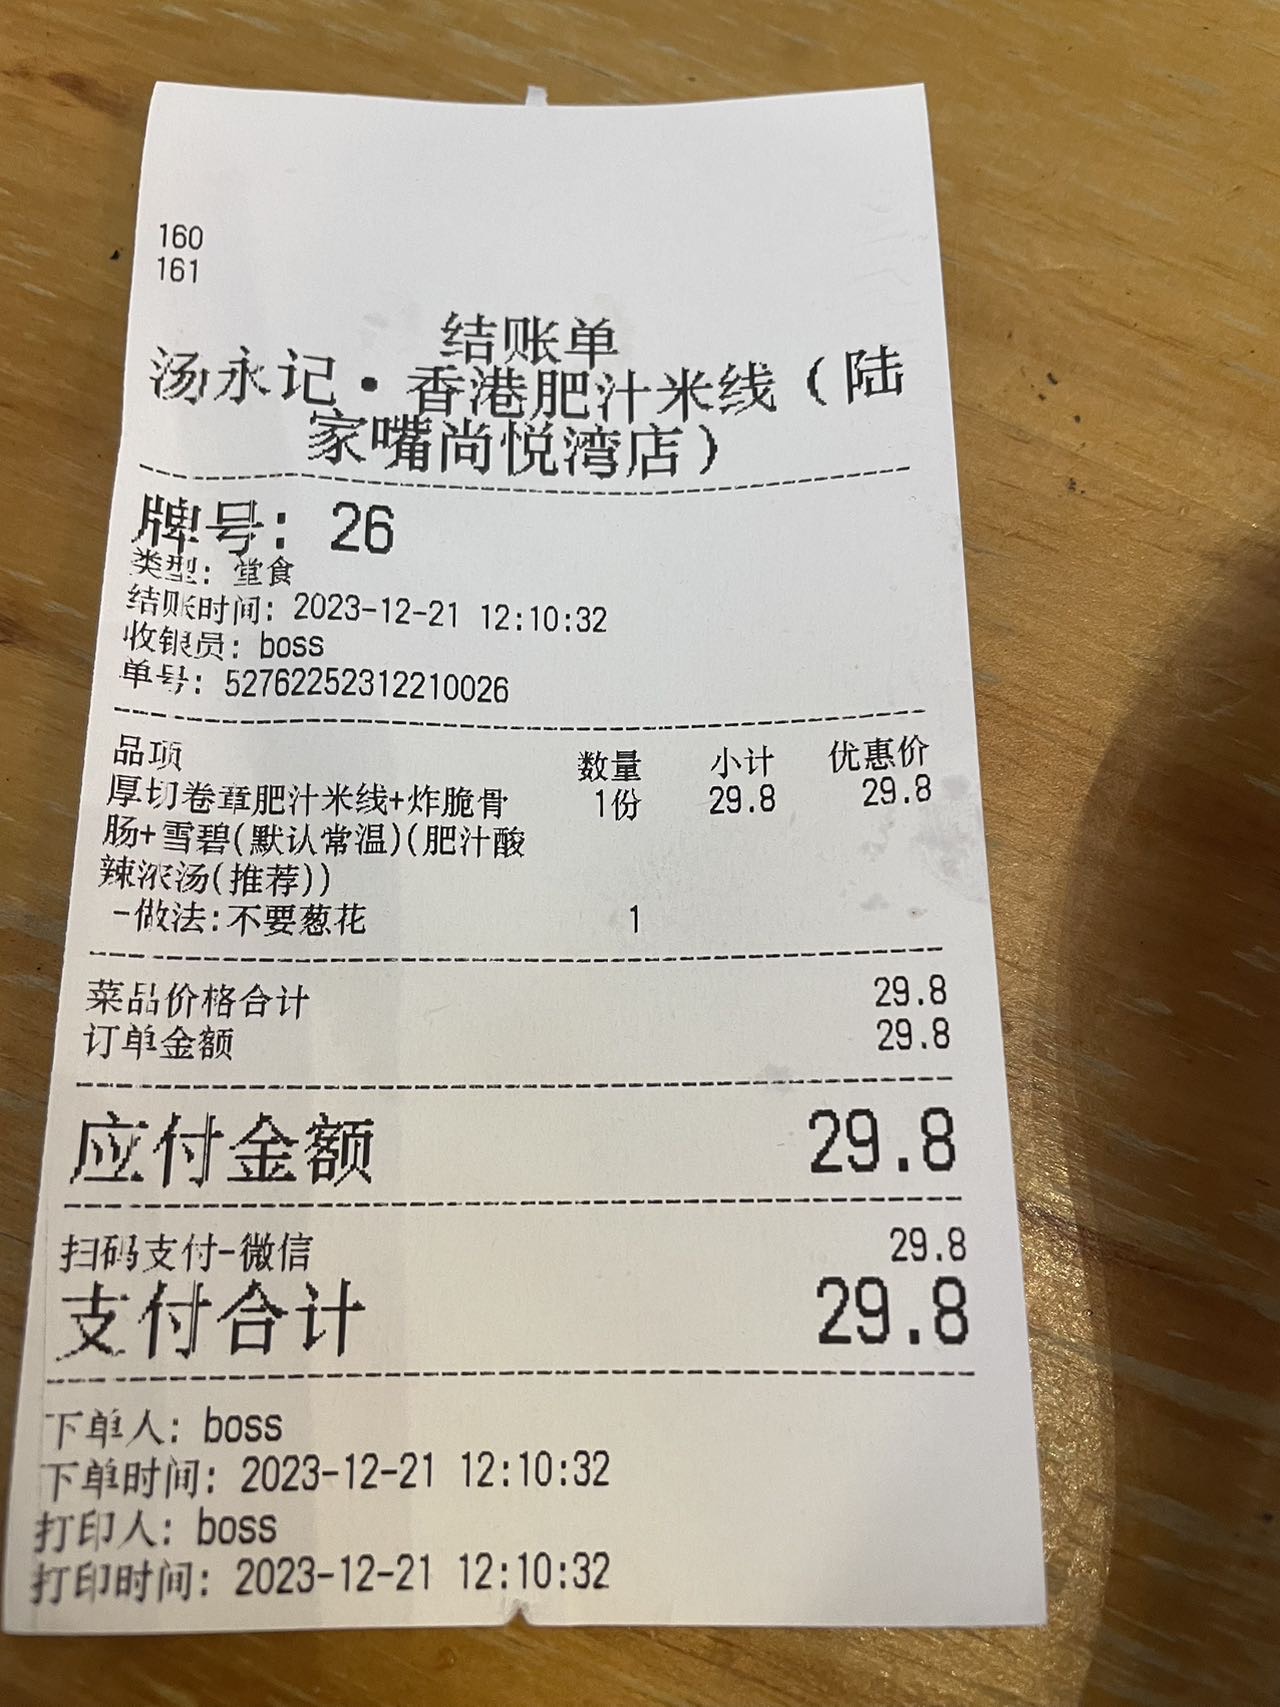 160
161
结账单
汤永记·香港肥汁米线（陆
家嘴尚悦湾店）
牌号: 26
类型: 堂食
结账时间: 2023-12-21 12:10:32
收银员: boss
单号: 52762252312210026
品项 数量 小计 优惠价
厚切卷章肥汁米线+炸脆骨 1份 29.8 29.8
肠+雪碧(默认常温)(肥汁酸
辣浓汤(推荐))
-做法:不要葱花 1
菜品价格合计 29.8
订单金额 29.8
应付金额 29.8
扫码支付-微信 29.8
支付合计 29.8
下单人: boss
下单时间: 2023-12-21 12:10:32
打印人: boss
打印时间: 2023-12-21 12:10:32